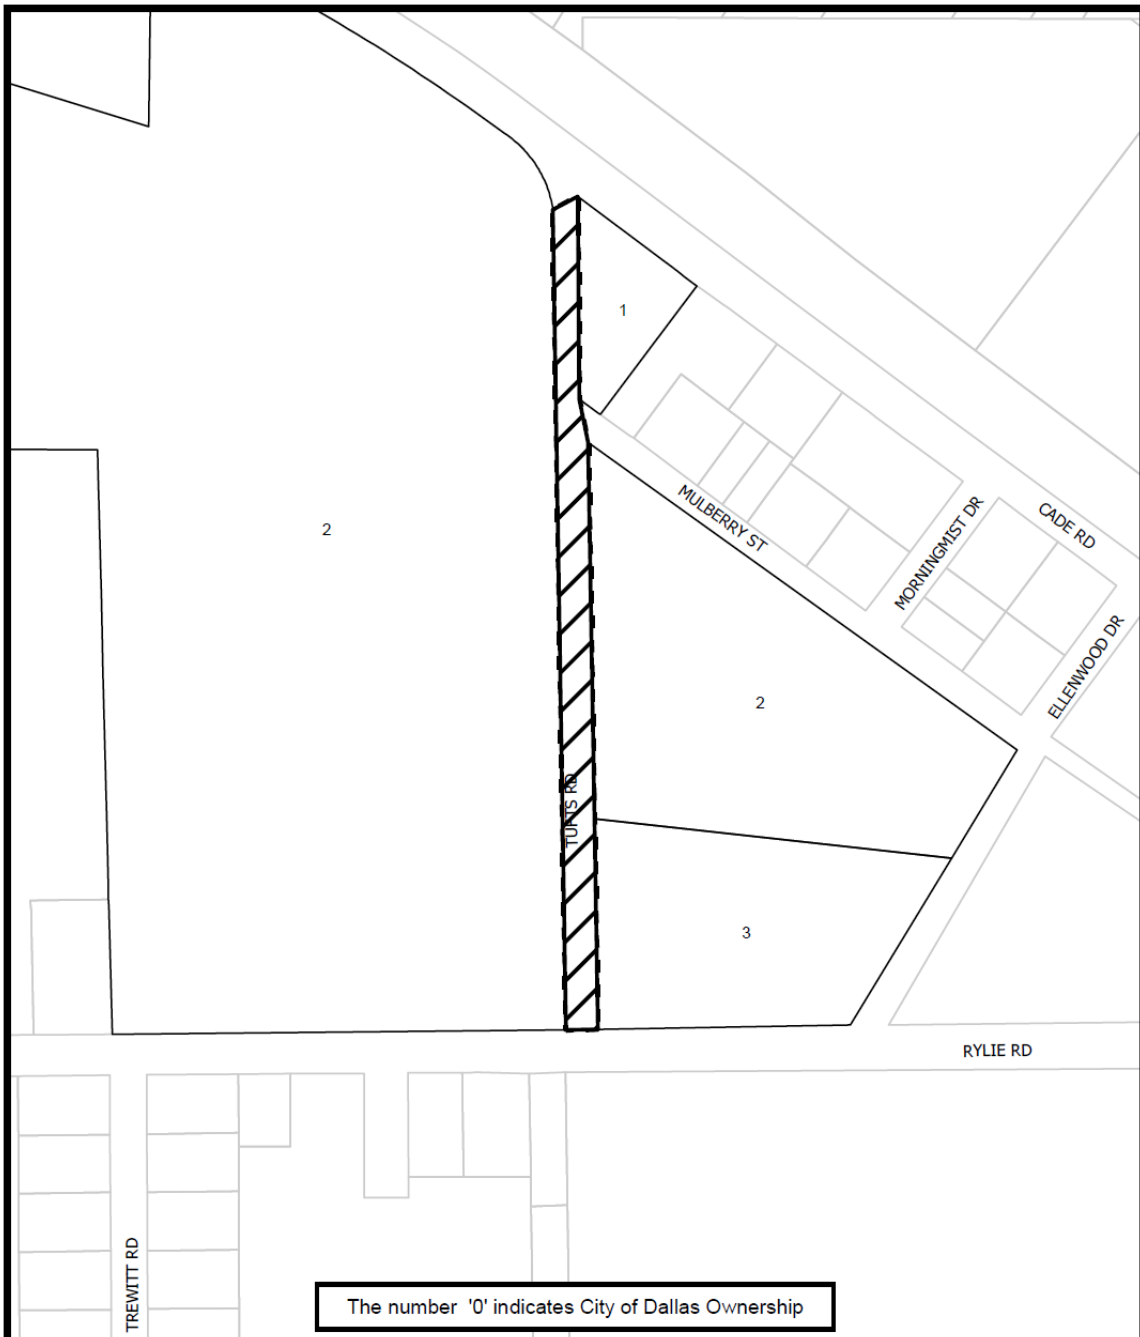 1
2
MULBERRY ST
MORNINGMIST DR
CADE RD
ELLENWOOD DR
2
TUFTS RD
3
RYLIE RD
TREWITT RD
The number '0' indicates City of Dallas Ownership